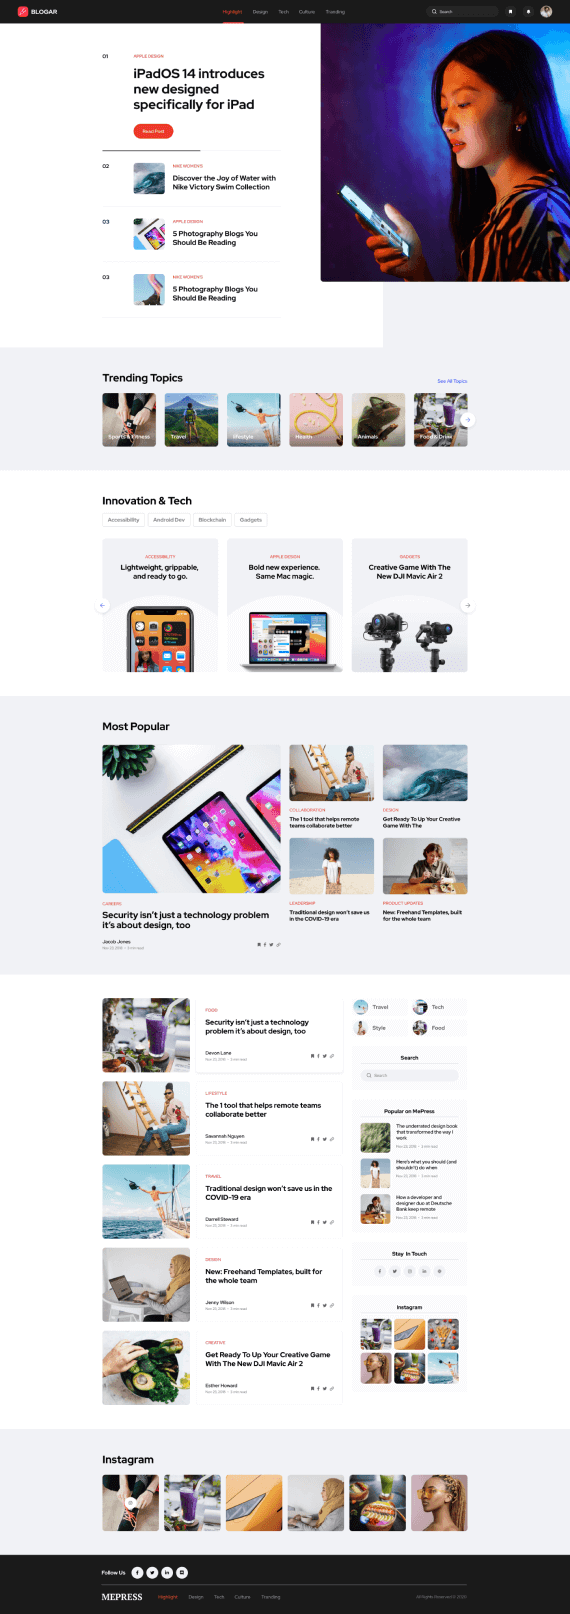 BLOGAR
Highlight Design Tech Culture Trending
Search
01
APPLE DESIGN
iPadOS 14 introduces
new designed
specifically for iPad
Read Post
02
NIKE WOMEN'S
Discover the Joy of Water with
Nike Victory Swim Collection
03
APPLE DESIGN
5 Photography Blogs You
Should Be Reading
03
NIKE WOMEN'S
5 Photography Blogs You
Should Be Reading
Trending Topics
See All Topics
Sports & Fitness
Travel
Lifestyle
Health
Animals
Food & Drink
Innovation & Tech
Accessibility Android Dev Blockchain Gadgets
ACCESSIBILITY
Lightweight, grippable,
and ready to go.
APPLE DESIGN
Bold new experience.
Same Mac magic.
GADGETS
Creative Game With The
New DJI Mavic Air 2
Most Popular
CAREERS
Security isn't just a technology problem
it's about design, too
Jacob Jones
COLLABORATION
The 1 tool that helps remote
teams collaborate better
DESIGN
Get Ready To Up Your Creative
Game With The
LEADERSHIP
Traditional design won't save us
in the COVID-19 era
PRODUCT UPDATES
New: Freehand Templates, built
for the whole team
FOOD
Security isn't just a technology
problem it's about design, too
Devon Lane
LIFESTYLE
The 1 tool that helps remote teams
collaborate better
Savannah Nguyen
TRAVEL
Traditional design won't save us in the
COVID-19 era
Darrell Steward
DESIGN
New: Freehand Templates, built for
the whole team
Jenny Wilson
CREATIVE
Get Ready To Up Your Creative Game
With The New DJI Mavic Air 2
Esther Howard
Travel
Tech
Style
Food
Search
Search
Popular on MePress
The underrated design book
that transformed the way I
work
Here's what you should (and
shouldn't) do when
How a developer and
designer duo at Deutsche
Bank keep remote
Stay In Touch
Instagram
Instagram
Follow Us
MEPRESS
Highlight Design Tech Culture Trending
All Rights Reserved © 2020